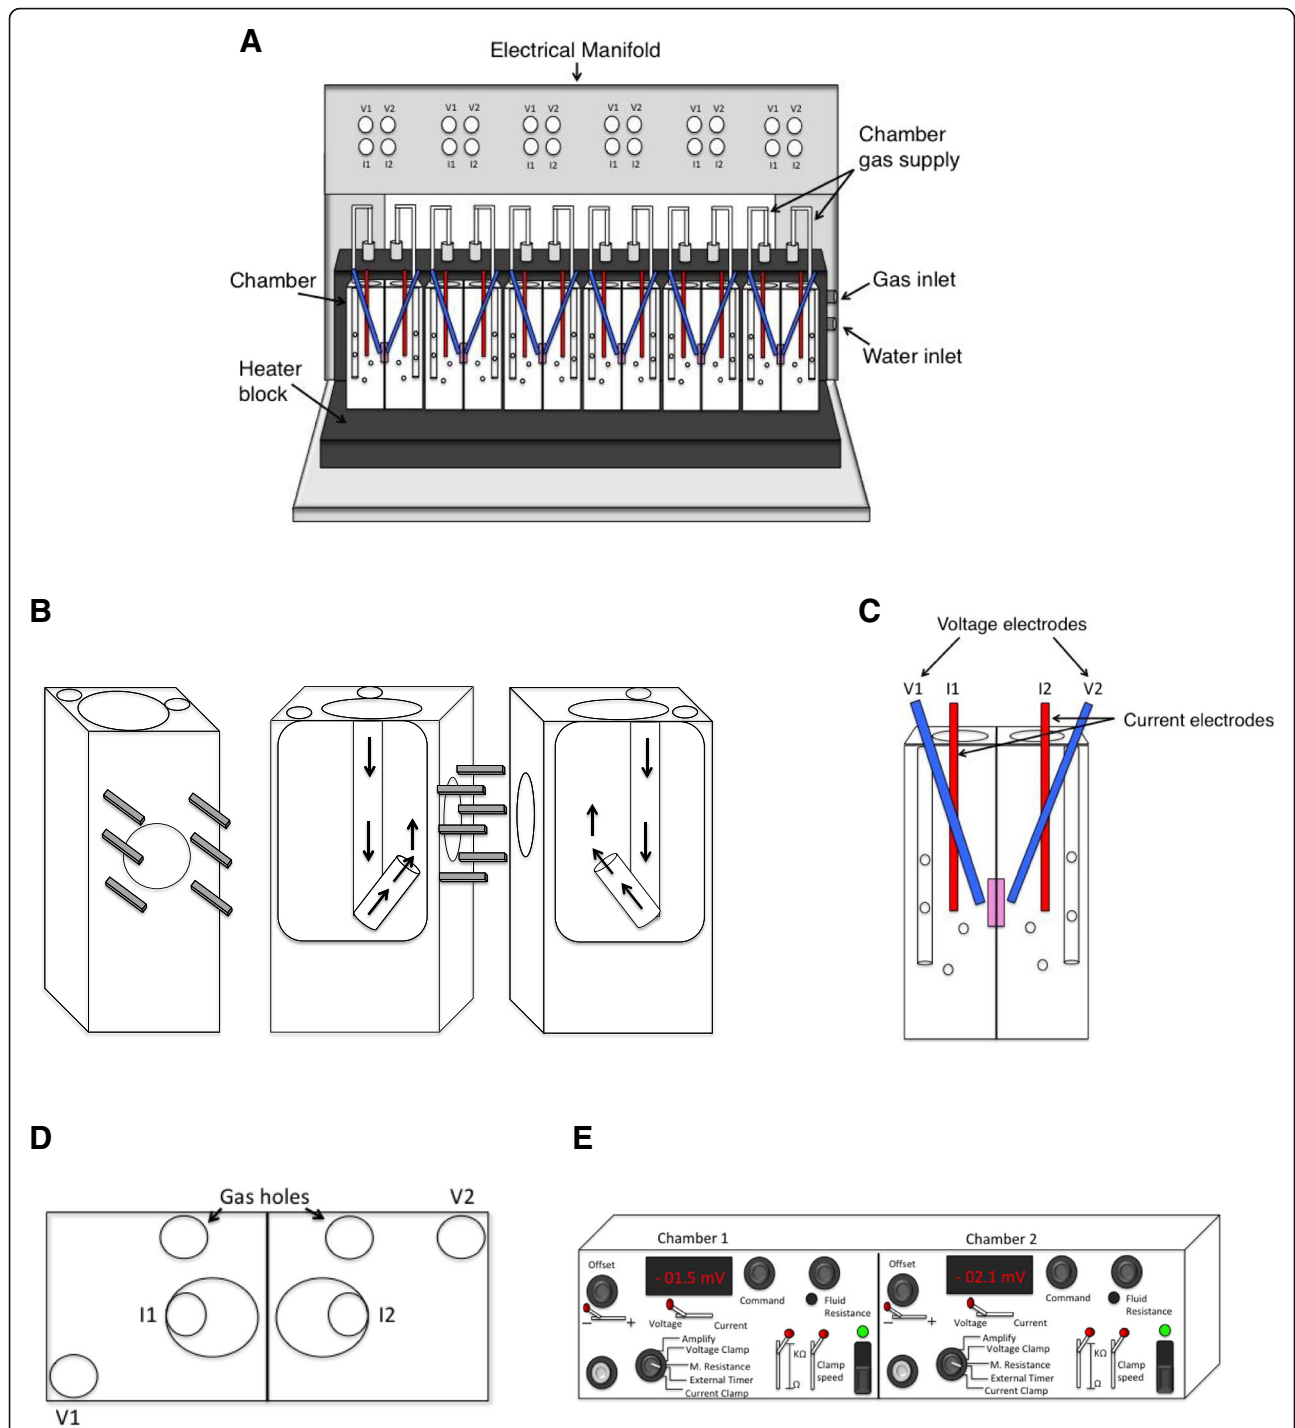 A
Electrical Manifold
V1 V2 V1 V2 V1 V2 V1 V2 V1 V2 V1 V2
I1 I2 I1 I2 I1 I2 I1 I2 I1 I2 I1 I2
Chamber
gas supply
Chamber
Gas inlet
Water inlet
Heater
block
B
C
Voltage electrodes
V1 I1 I2 V2
Current electrodes
D
Gas holes
V2
I1
I2
V1
E
Chamber 1
Offset
- 01.5 mV
Command
Fluid
Resistance
- +
Voltage
Current
Amplify
Voltage Clamp
M. Resistance
External Timer
Current Clamp
KΩ
Ω
Clamp
speed
Chamber 2
Offset
- 02.1 mV
Command
Fluid
Resistance
- +
Voltage
Current
Amplify
Voltage Clamp
M. Resistance
External Timer
Current Clamp
KΩ
Ω
Clamp
speed